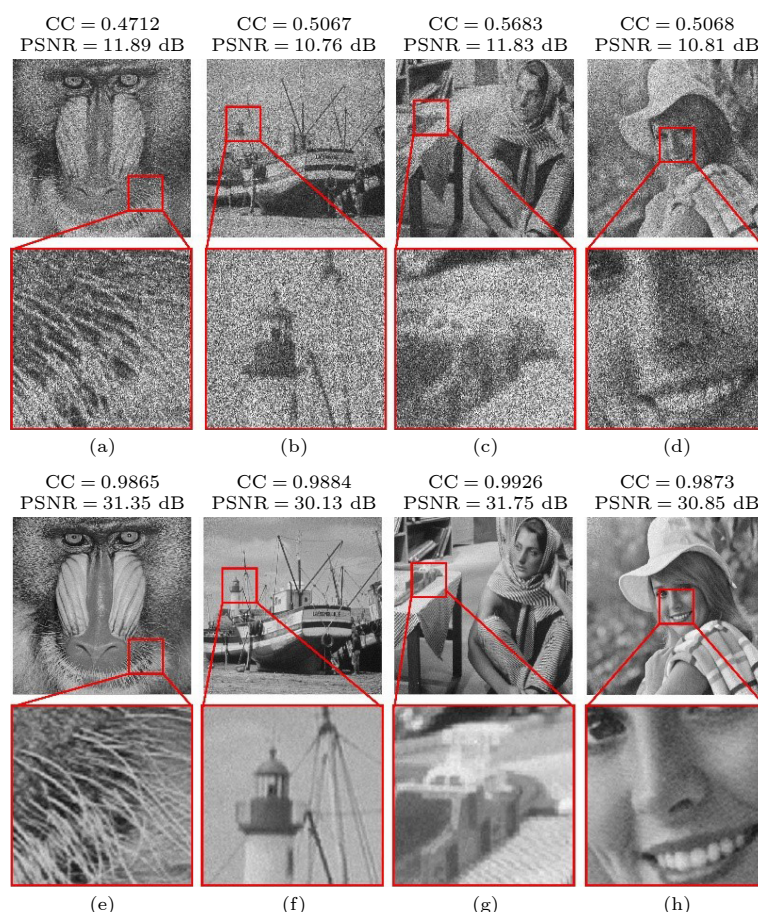 CC = 0.4712
PSNR = 11.89 dB
CC = 0.5067
PSNR = 10.76 dB
CC = 0.5683
PSNR = 11.83 dB
CC = 0.5068
PSNR = 10.81 dB
(a)
(b)
(c)
(d)
CC = 0.9865
PSNR = 31.35 dB
CC = 0.9884
PSNR = 30.13 dB
CC = 0.9926
PSNR = 31.75 dB
CC = 0.9873
PSNR = 30.85 dB
(e)
(f)
(g)
(h)